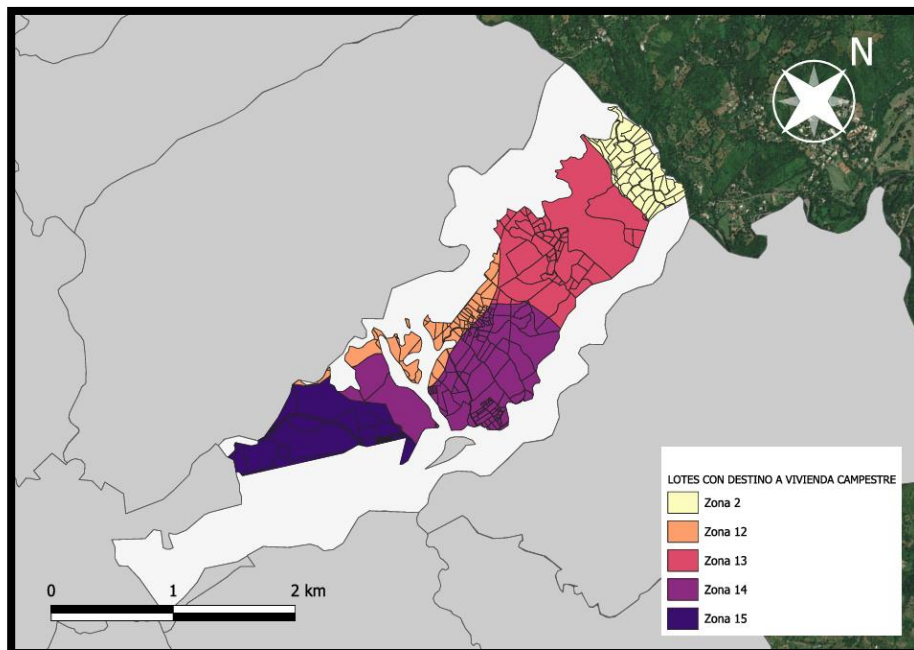 N
LOTES CON DESTINO A VIVIENDA CAMPESTRE
Zona 2
Zona 12
Zona 13
Zona 14
Zona 15
0 1 2 km